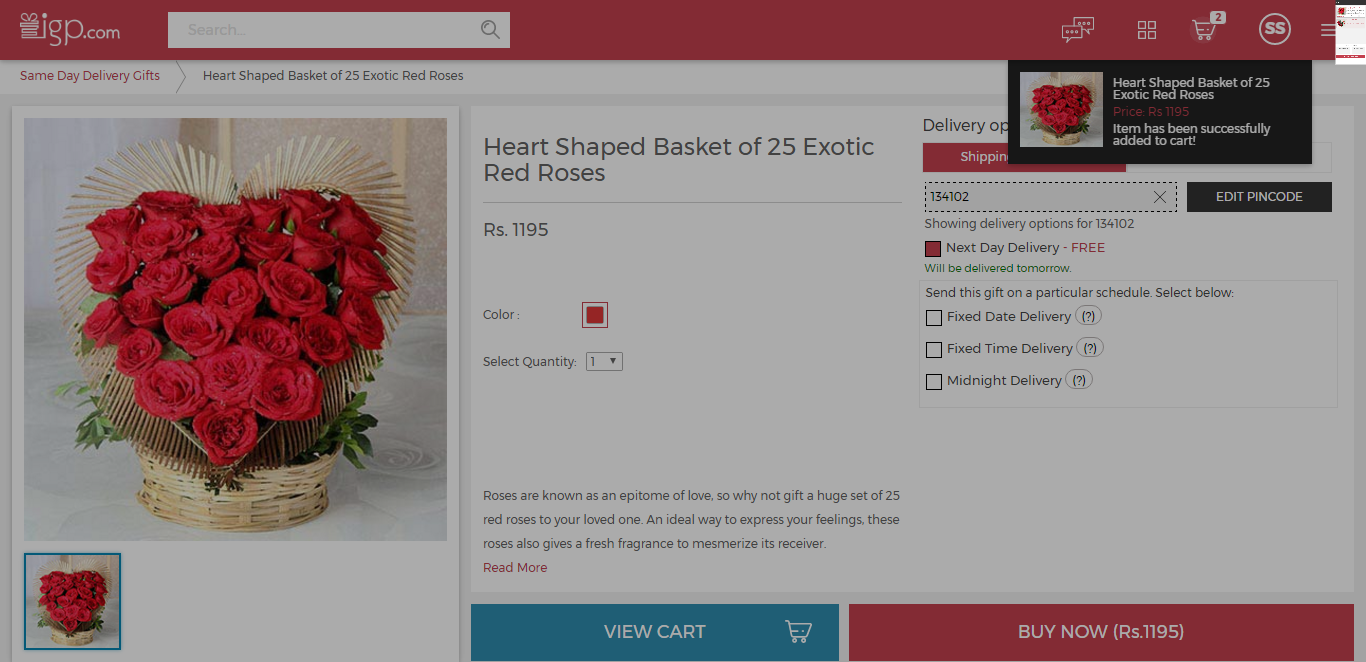 igp.com
Search...
2
SS
Same Day Delivery Gifts
Heart Shaped Basket of 25 Exotic Red Roses
Heart Shaped Basket of 25
Exotic Red Roses
Price: Rs 1195
Item has been successfully
added to cart!
Heart Shaped Basket of 25 Exotic
Red Roses
Rs. 1195
Color :
Select Quantity: 1
Roses are known as an epitome of love, so why not gift a huge set of 25
red roses to your loved one. An ideal way to express your feelings, these
roses also gives a fresh fragrance to mesmerize its receiver.
Read More
Delivery op
Shippin
134102
EDIT PINCODE
Showing delivery options for 134102
Next Day Delivery - FREE
Will be delivered tomorrow.
Send this gift on a particular schedule. Select below:
Fixed Date Delivery (?)
Fixed Time Delivery (?)
Midnight Delivery (?)
VIEW CART
BUY NOW (Rs.1195)